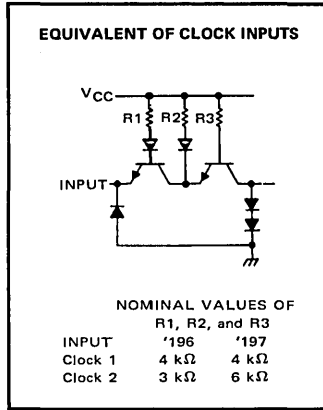 EQUIVALENT OF CLOCK INPUTS
VCC
R1 R2 R3
INPUT
NOMINAL VALUES OF
R1, R2, and R3
INPUT '196 '197
Clock 1 4 kΩ 4 kΩ
Clock 2 3 kΩ 6 kΩ